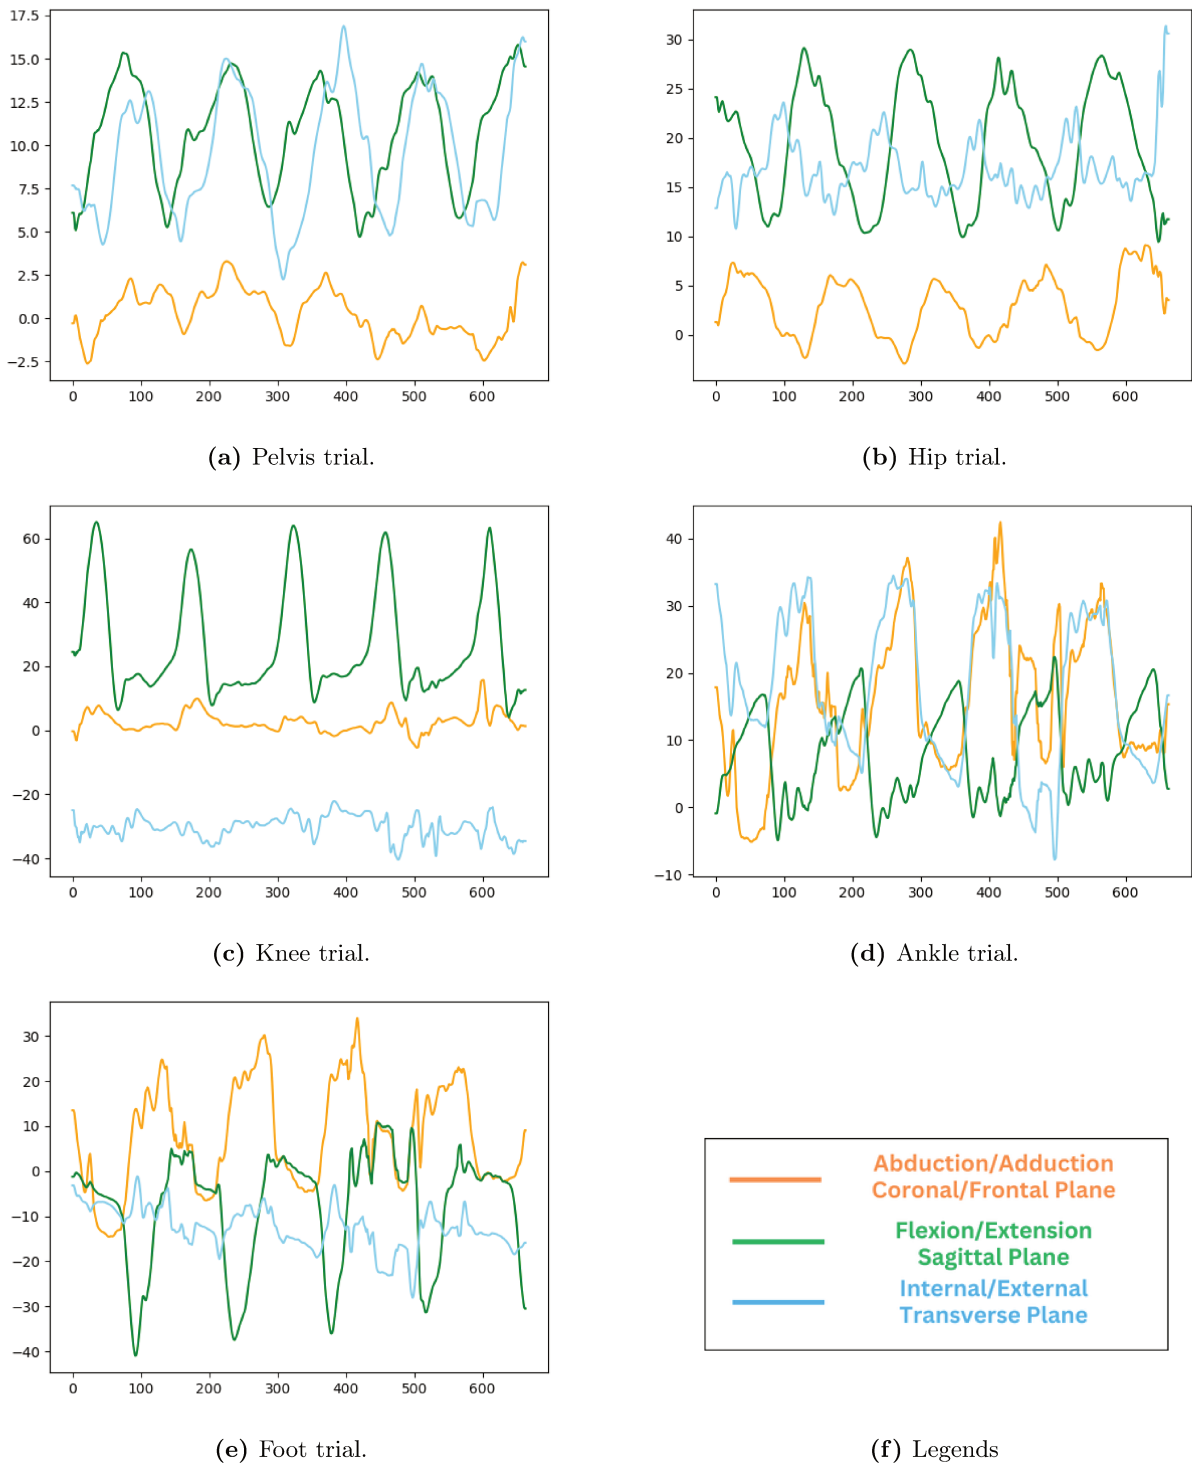 17.5
15.0
12.5
10.0
7.5
5.0
2.5
0.0
−2.5
0 100 200 300 400 500 600
(a) Pelvis trial.
30
25
20
15
10
5
0
0 100 200 300 400 500 600
(b) Hip trial.
60
40
20
0
−20
−40
0 100 200 300 400 500 600
(c) Knee trial.
40
30
20
10
0
−10
0 100 200 300 400 500 600
(d) Ankle trial.
30
20
10
0
−10
−20
−30
−40
0 100 200 300 400 500 600
(e) Foot trial.
Abduction/Adduction
Coronal/Frontal Plane
Flexion/Extension
Sagittal Plane
Internal/External
Transverse Plane
(f) Legends